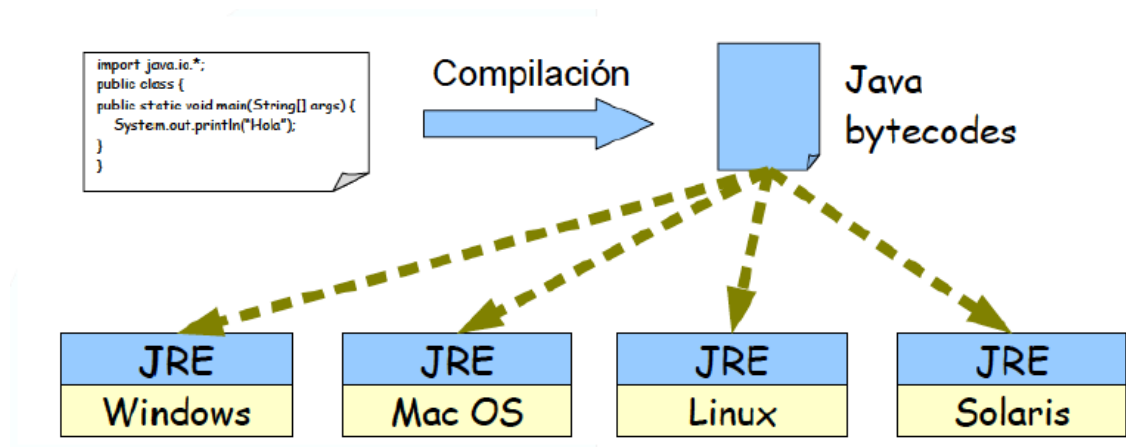 import java.io.*;
public class {
public static void main(String[] args) {
System.out.println("Hola");
}
}
Compilación
Java
bytecodes
JRE
Windows
JRE
Mac OS
JRE
Linux
JRE
Solaris